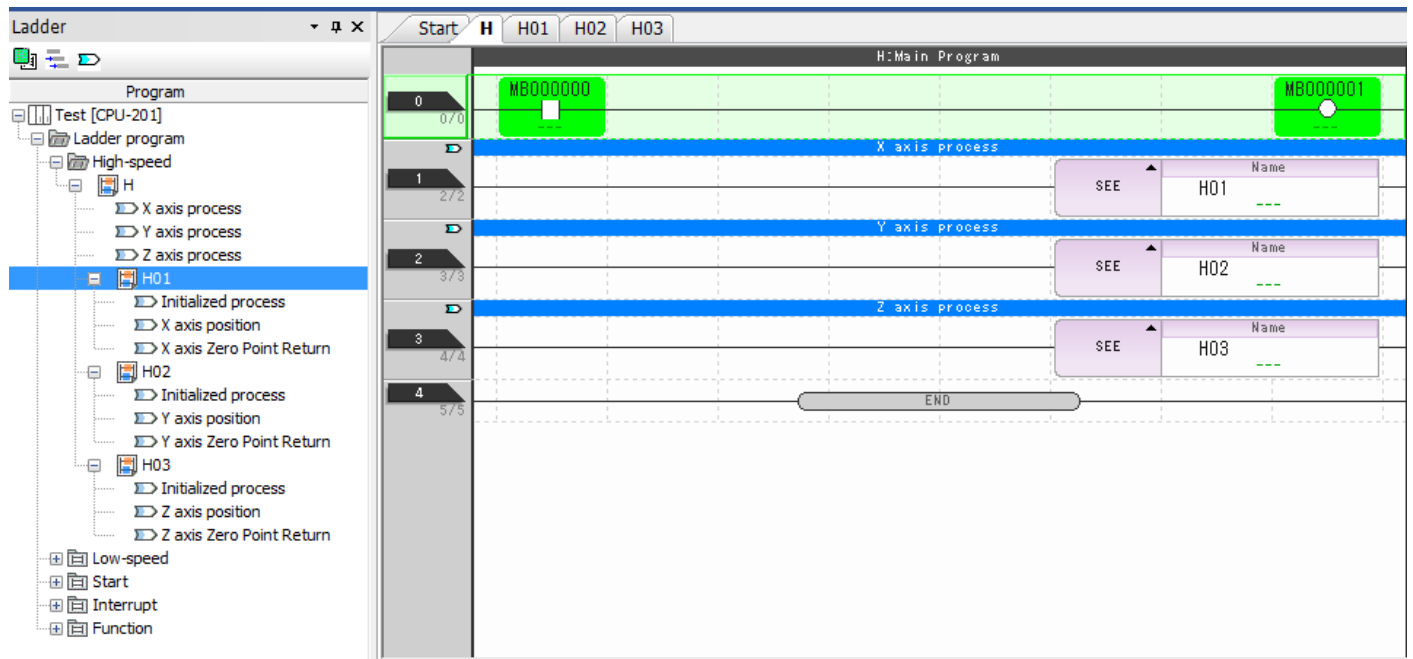 Ladder
Program
Test [CPU-201]
Ladder program
High-speed
H
X axis process
Y axis process
Z axis process
H01
Initialized process
X axis position
X axis Zero Point Return
H02
Initialized process
Y axis position
Y axis Zero Point Return
H03
Initialized process
Z axis position
Z axis Zero Point Return
Low-speed
Start
Interrupt
Function
Start H H01 H02 H03
H:Main Program
0 MB000000 MB000001
0/0 --- ---
X axis process
1 SEE Name
2/2 H01
---
Y axis process
2 SEE Name
3/3 H02
---
Z axis process
3 SEE Name
4/4 H03
---
4 END
5/5